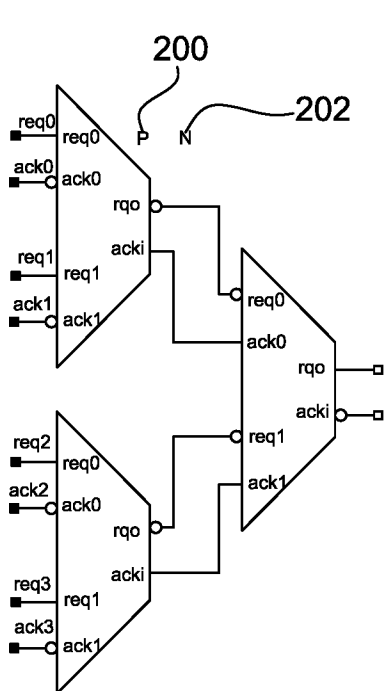 200
202
P N
req0
req0
ack0
ack0
rqo
acki
req1
req1
ack1
ack1
req0
ack0
rqo
acki
req1
ack1
req2
req0
ack2
ack0
rqo
acki
req3
req1
ack3
ack1